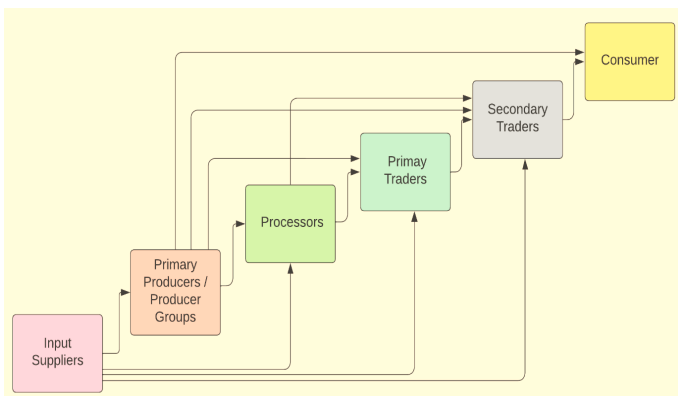 Consumer
Secondary
Traders
Primay
Traders
Processors
Primary
Producers /
Producer
Groups
Input
Suppliers